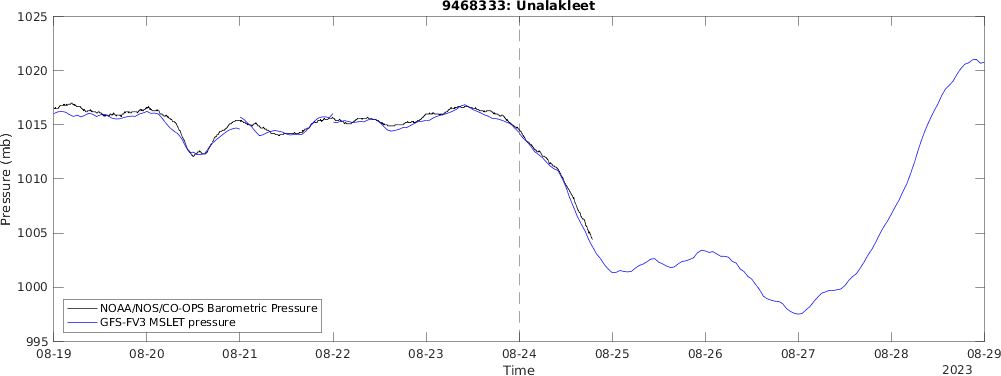 9468333: Unalakleet
1025
1020
1015
1010
1005
1000
995
Pressure (mb)
NOAA/NOS/CO-OPS Barometric Pressure
GFS-FV3 MSLET pressure
08-19 08-20 08-21 08-22 08-23 08-24 08-25 08-26 08-27 08-28 08-29
Time
2023